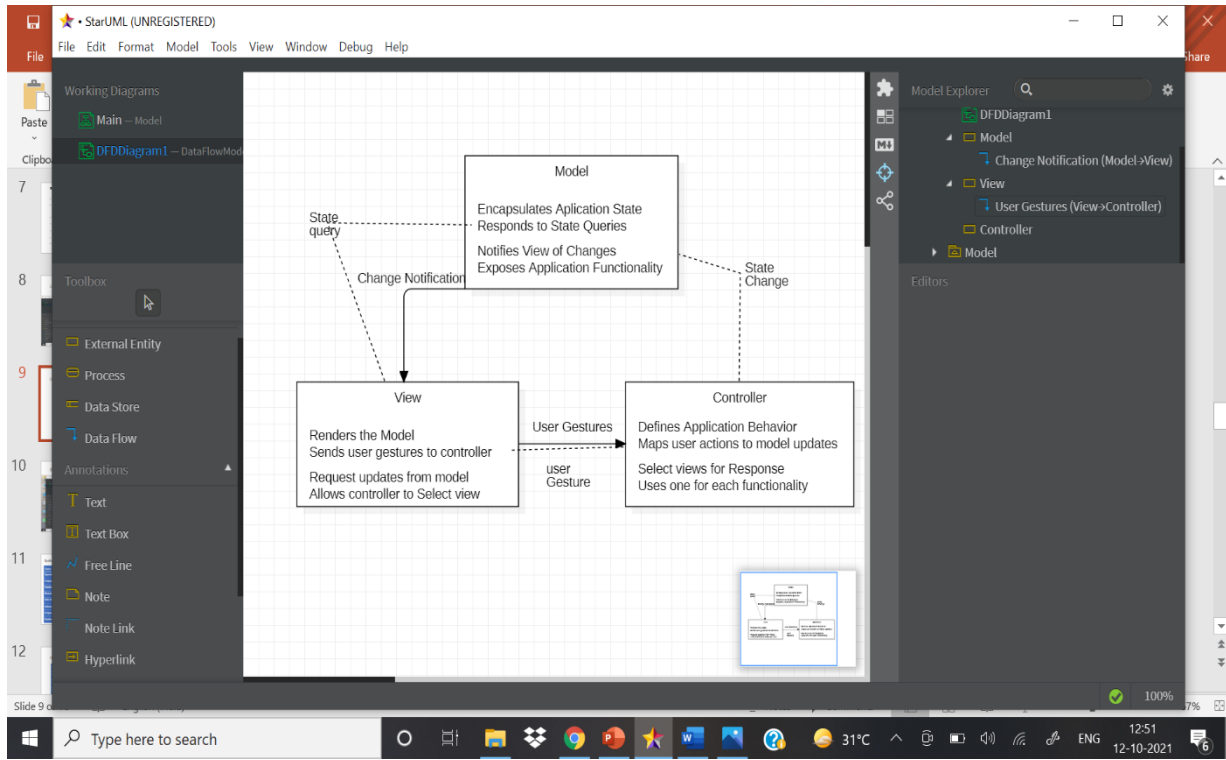 StarUML (UNREGISTERED)
File Edit Format Model Tools View Window Debug Help
File
Share
Paste
Clipbo
7
8
9
10
11
12
Working Diagrams
Main — Model
DFDDiagram1 — DataFlowMod
Toolbox
External Entity
Process
Data Store
Data Flow
Annotations
Text
Text Box
Free Line
Note
Note Link
Hyperlink
Model
Encapsulates Aplication State
Responds to State Queries
Notifies View of Changes
Exposes Application Functionality
State
query
Change Notification
State
Change
View
Renders the Model
Sends user gestures to controller
Request updates from model
Allows controller to Select view
User Gestures
user
Gesture
Controller
Defines Application Behavior
Maps user actions to model updates
Select views for Response
Uses one for each functionality
Model Explorer
DFDDiagram1
Model
Change Notification (Model→View)
View
User Gestures (View→Controller)
Controller
Model
Editors
100%
Slide 9 o
7%
Type here to search
31°C
ENG
12:51
12-10-2021
6